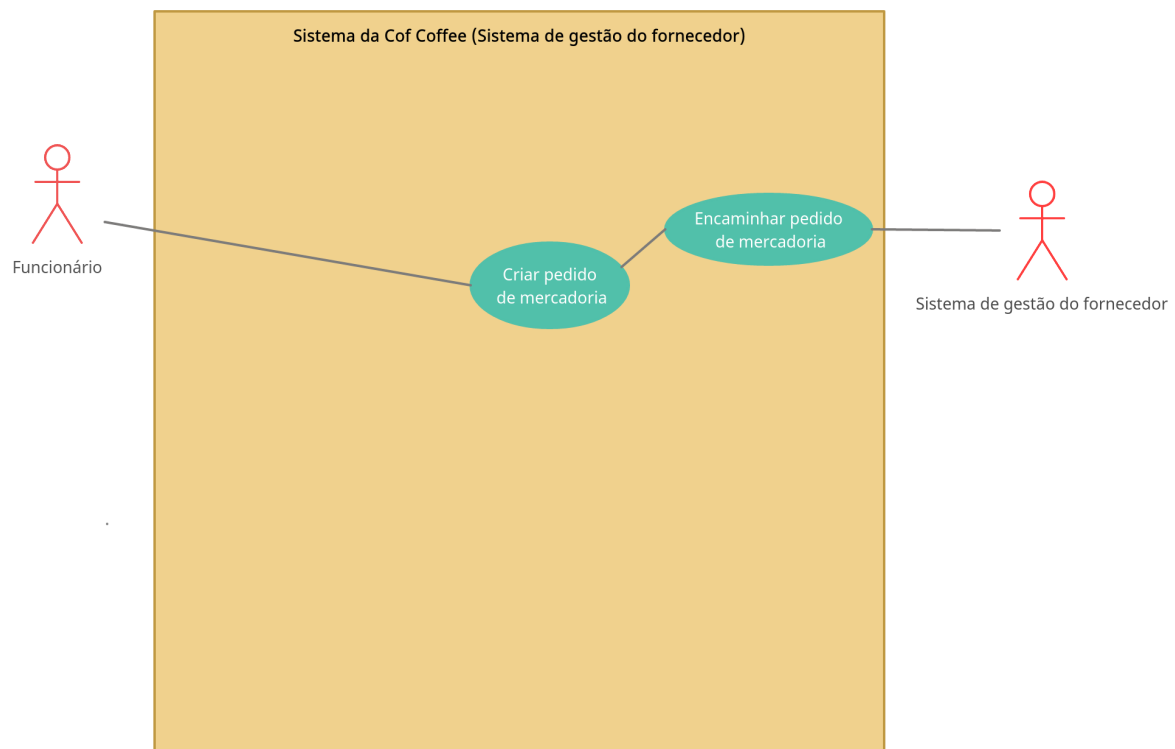 Sistema da Cof Coffee (Sistema de gestão do fornecedor)
Funcionário
Criar pedido
de mercadoria
Encaminhar pedido
de mercadoria
Sistema de gestão do fornecedor